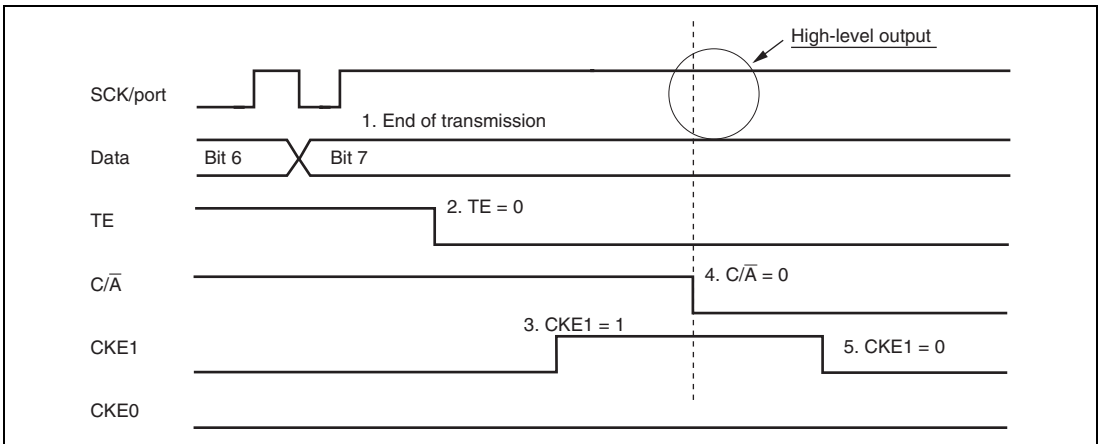 High-level output
SCK/port
1. End of transmission
Data
Bit 6
Bit 7
TE
2. TE = 0
C/A̅
4. C/A̅ = 0
3. CKE1 = 1
CKE1
5. CKE1 = 0
CKE0